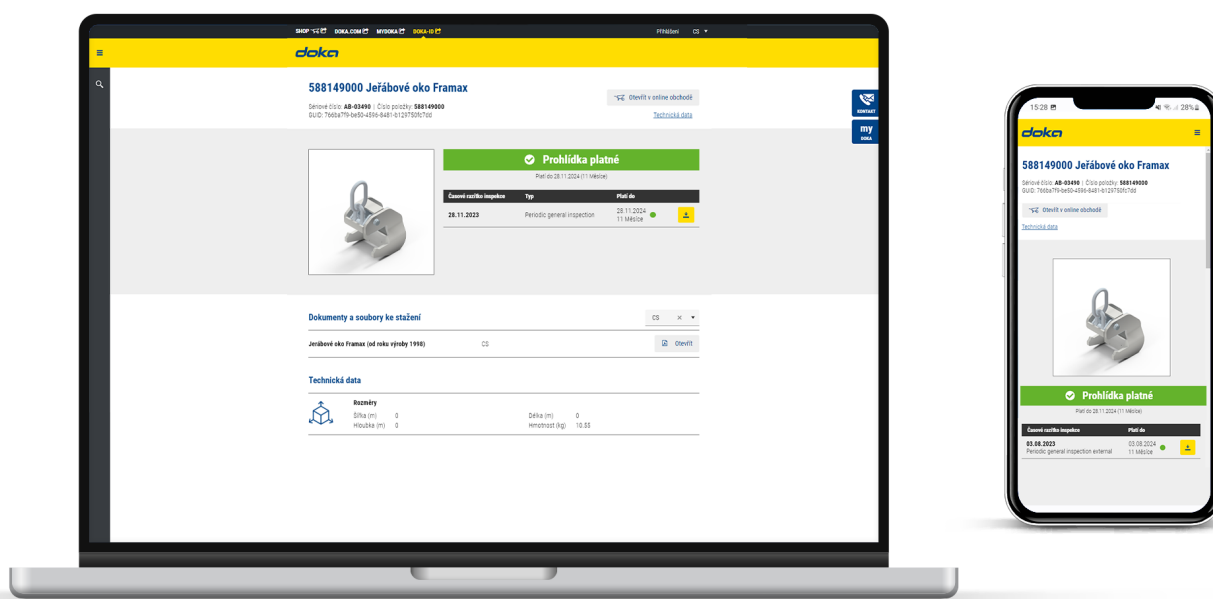 SHOP DOKA.COM MYDOKA DOKA-ID Přihlášení CS
doka
588149000 Jeřábové oko Framax
Sériové číslo: AB-03490 | Číslo položky: 588149000
GUID: 766ba7f9-be50-4596-8481-b129750fc7dd
Otevřít v online obchodě
Technická data
KONTAKT
my
DOKA
Prohlídka platné
Platí do 28.11.2024 (11 Měsíce)
Časové razítko inspekce Typ Platí do
28.11.2023 Periodic general inspection 28.11.2024
11 Měsíce
Dokumenty a soubory ke stažení CS
Jeřábové oko Framax (od roku výroby 1998) CS Otevřít
Technická data
Rozměry
Šířka (m) 0 Délka (m) 0
Hloubka (m) 0 Hmotnost (kg) 10.55
15:28 28%
doka
588149000 Jeřábové oko Framax
Sériové číslo: AB-03490 | Číslo položky: 588149000
GUID: 766ba7f9-be50-4596-8481-b129750fc7dd
Otevřít v online obchodě
Technická data
Prohlídka platné
Platí do 28.11.2024 (11 Měsíce)
Časové razítko inspekce Platí do
03.08.2023 03.08.2024
Periodic general inspection external 11 Měsíce